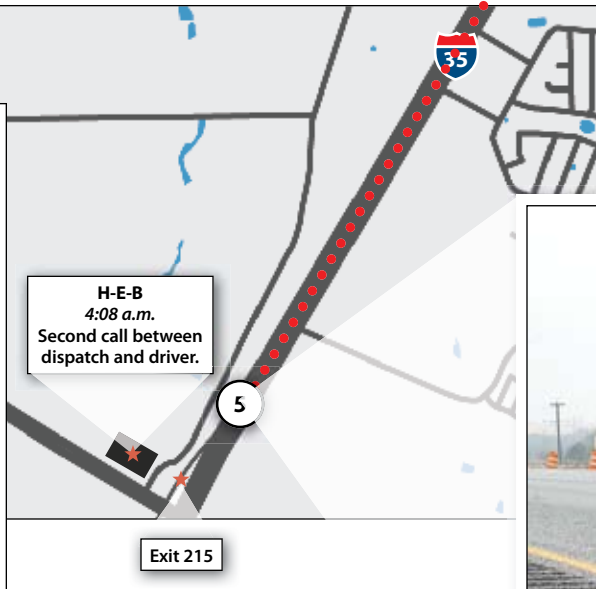 35
H-E-B
4:08 a.m.
Second call between
dispatch and driver.
5
Exit 215